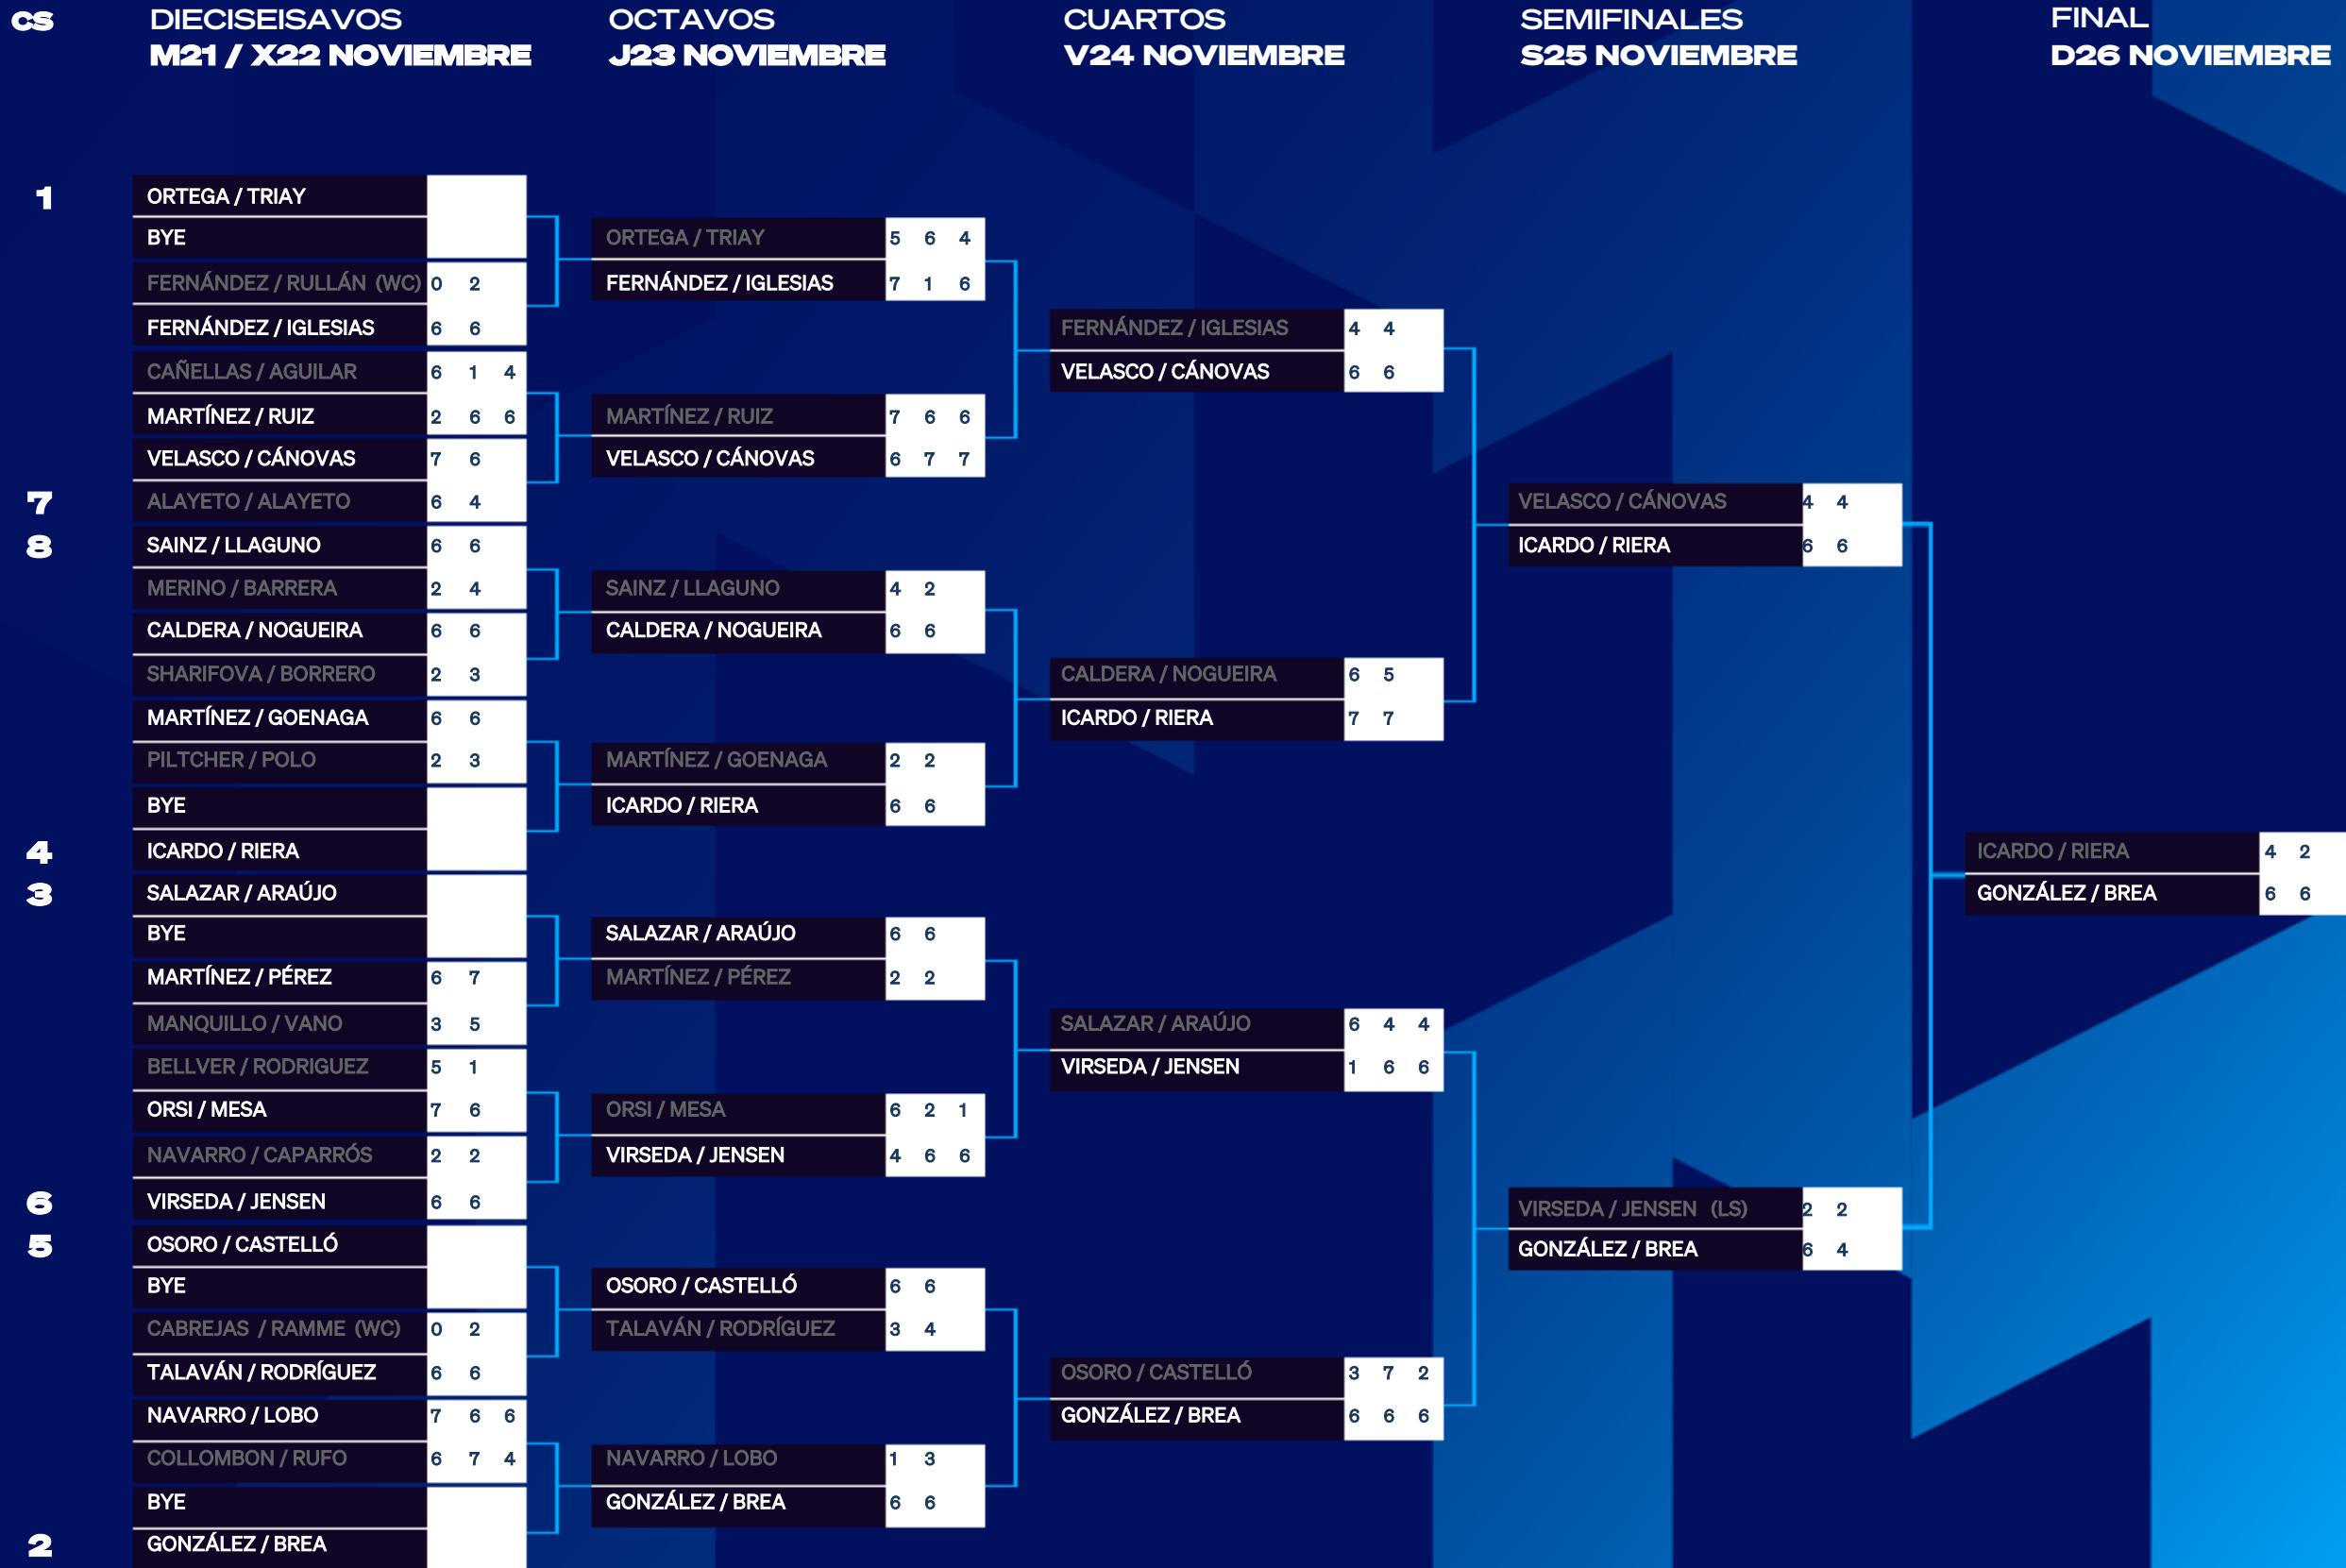 CS
DIECISEISAVOS
M21 / X22 NOVIEMBRE
OCTAVOS
J23 NOVIEMBRE
CUARTOS
V24 NOVIEMBRE
SEMIFINALES
S25 NOVIEMBRE
FINAL
D26 NOVIEMBRE
1 ORTEGA / TRIAY
BYE
FERNÁNDEZ / RULLÁN (WC) 0 2
FERNÁNDEZ / IGLESIAS 6 6
CAÑELLAS / AGUILAR 6 1 4
MARTÍNEZ / RUIZ 2 6 6
VELASCO / CÁNOVAS 7 6
7 ALAYETO / ALAYETO 6 4
8 SAINZ / LLAGUNO 6 6
MERINO / BARRERA 2 4
CALDERA / NOGUEIRA 6 6
SHARIFOVA / BORRERO 2 3
MARTÍNEZ / GOENAGA 6 6
PILTCHER / POLO 2 3
BYE
4 ICARDO / RIERA
3 SALAZAR / ARAÚJO
BYE
MARTÍNEZ / PÉREZ 6 7
MANQUILLO / VANO 3 5
BELLVER / RODRIGUEZ 5 1
ORSI / MESA 7 6
NAVARRO / CAPARRÓS 2 2
6 VIRSEDA / JENSEN 6 6
5 OSORO / CASTELLÓ
BYE
CABREJAS / RAMME (WC) 0 2
TALAVÁN / RODRÍGUEZ 6 6
NAVARRO / LOBO 7 6 6
COLLOMBON / RUFO 6 7 4
BYE
2 GONZÁLEZ / BREA
ORTEGA / TRIAY 5 6 4
FERNÁNDEZ / IGLESIAS 7 1 6
MARTÍNEZ / RUIZ 7 6 6
VELASCO / CÁNOVAS 6 7 7
SAINZ / LLAGUNO 4 2
CALDERA / NOGUEIRA 6 6
MARTÍNEZ / GOENAGA 2 2
ICARDO / RIERA 6 6
SALAZAR / ARAÚJO 6 6
MARTÍNEZ / PÉREZ 2 2
ORSI / MESA 6 2 1
VIRSEDA / JENSEN 4 6 6
OSORO / CASTELLÓ 6 6
TALAVÁN / RODRÍGUEZ 3 4
NAVARRO / LOBO 1 3
GONZÁLEZ / BREA 6 6
FERNÁNDEZ / IGLESIAS 4 4
VELASCO / CÁNOVAS 6 6
CALDERA / NOGUEIRA 6 5
ICARDO / RIERA 7 7
SALAZAR / ARAÚJO 6 4 4
VIRSEDA / JENSEN 1 6 6
OSORO / CASTELLÓ 3 7 2
GONZÁLEZ / BREA 6 6 6
VELASCO / CÁNOVAS 4 4
ICARDO / RIERA 6 6
VIRSEDA / JENSEN (LS) 2 2
GONZÁLEZ / BREA 6 4
ICARDO / RIERA 4 2
GONZÁLEZ / BREA 6 6